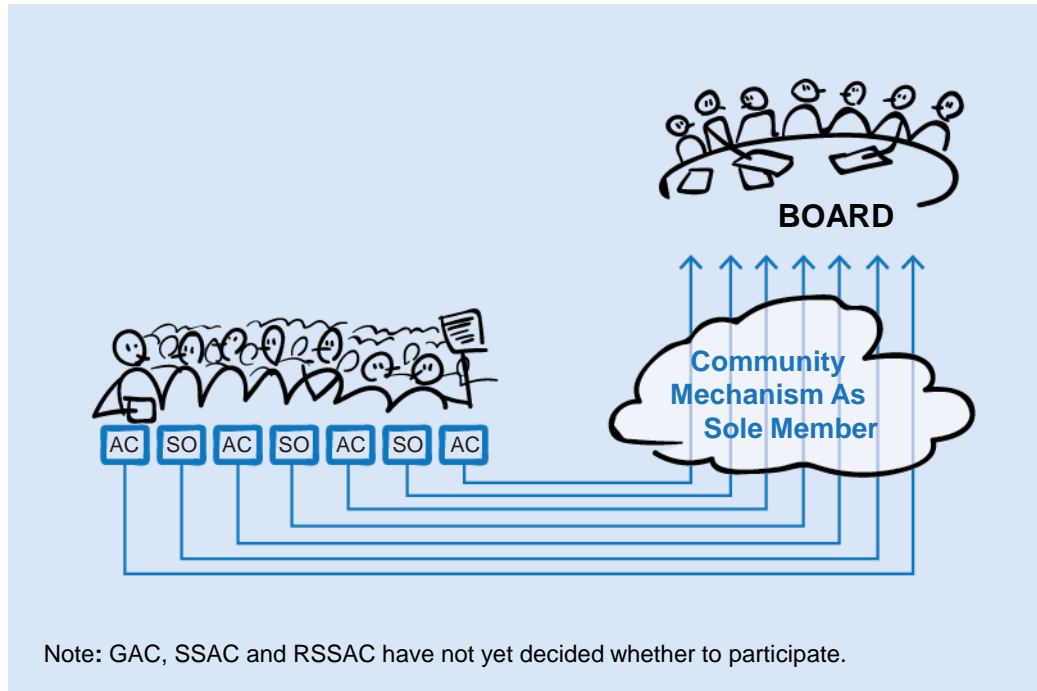 BOARD
Community
Mechanism As
Sole Member
AC SO AC SO AC SO AC
Note: GAC, SSAC and RSSAC have not yet decided whether to participate.